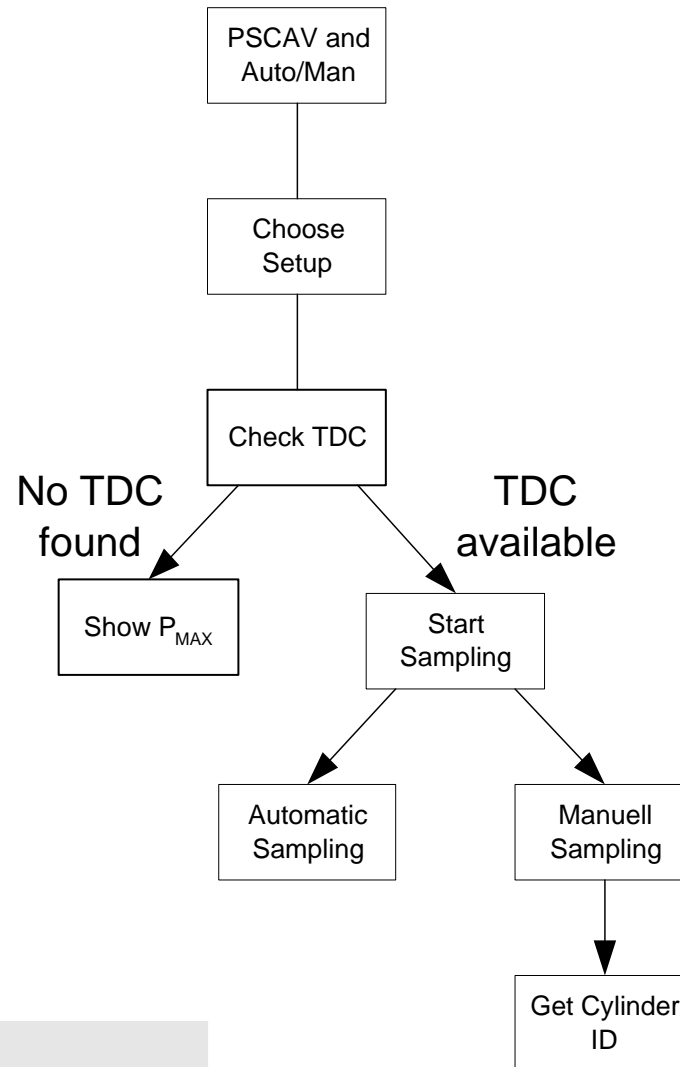 PSCAV and
Auto/Man
Choose
Setup
Check TDC
No TDC
found
TDC
available
Show PMAX
Start
Sampling
Automatic
Sampling
Manuell
Sampling
Get Cylinder
ID